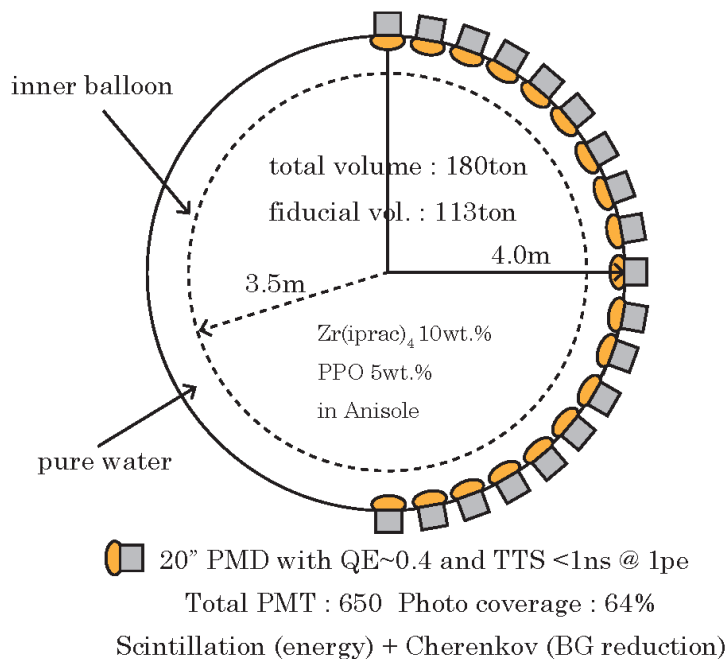 inner balloon
total volume : 180ton
fiducial vol. : 113ton
4.0m
3.5m
Zr(iprac)₄ 10wt.%
PPO 5wt.%
in Anisole
pure water
20” PMD with QE~0.4 and TTS <1ns @ 1pe
Total PMT : 650 Photo coverage : 64%
Scintillation (energy) + Cherenkov (BG reduction)